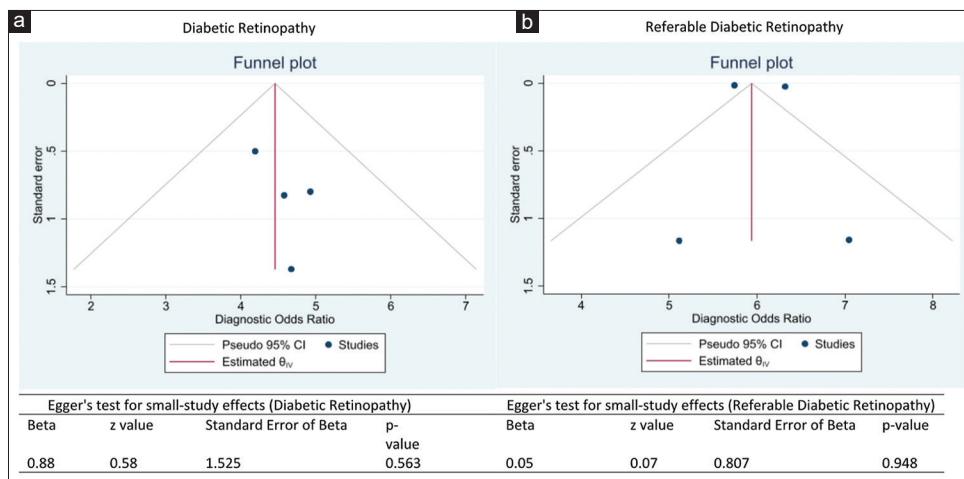 a
Diabetic Retinopathy
Funnel plot
0
.5
1
1.5
Standard error
2 3 4 5 6 7
Diagnostic Odds Ratio
Pseudo 95% CI Studies
Estimated θIV
b
Referable Diabetic Retinopathy
Funnel plot
0
.5
1
1.5
Standard error
4 5 6 7 8
Diagnostic Odds Ratio
Pseudo 95% CI Studies
Estimated θIV
Egger's test for small-study effects (Diabetic Retinopathy)
Beta z value Standard Error of Beta p-
value
0.88 0.58 1.525 0.563
Egger's test for small-study effects (Referable Diabetic Retinopathy)
Beta z value Standard Error of Beta p-value
0.05 0.07 0.807 0.948